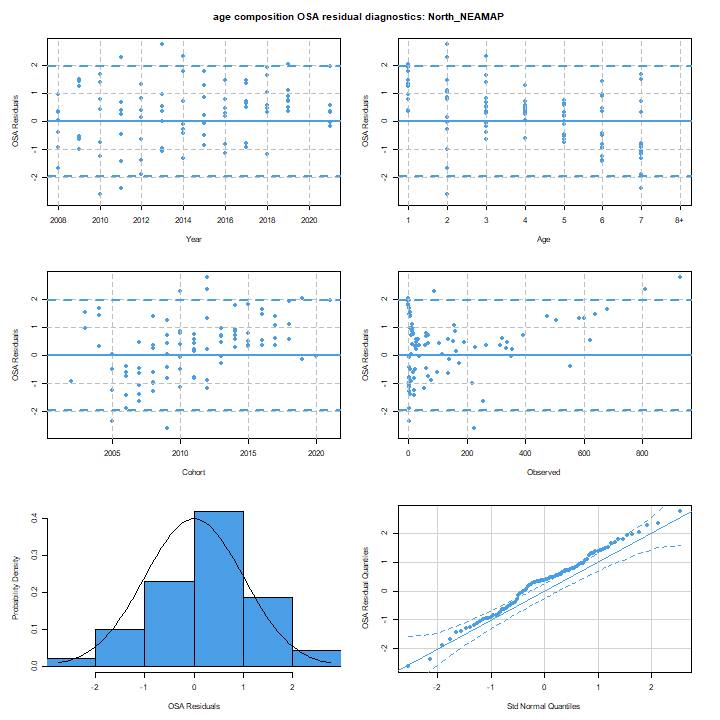 age composition OSA residual diagnostics: North_NEAMAP
OSA Residuals
2
1
0
-1
-2
2008 2010 2012 2014 2016 2018 2020
Year
OSA Residuals
2
1
0
-1
-2
1 2 3 4 5 6 7 8+
Age
OSA Residuals
2
1
0
-1
-2
2005 2010 2015 2020
Cohort
OSA Residuals
2
1
0
-1
-2
0 200 400 600 800
Observed
Probability Density
0.4
0.3
0.2
0.1
0.0
-2 -1 0 1 2
OSA Residuals
OSA Residual Quantiles
2
1
0
-1
-2
-2 -1 0 1 2
Std Normal Quantiles